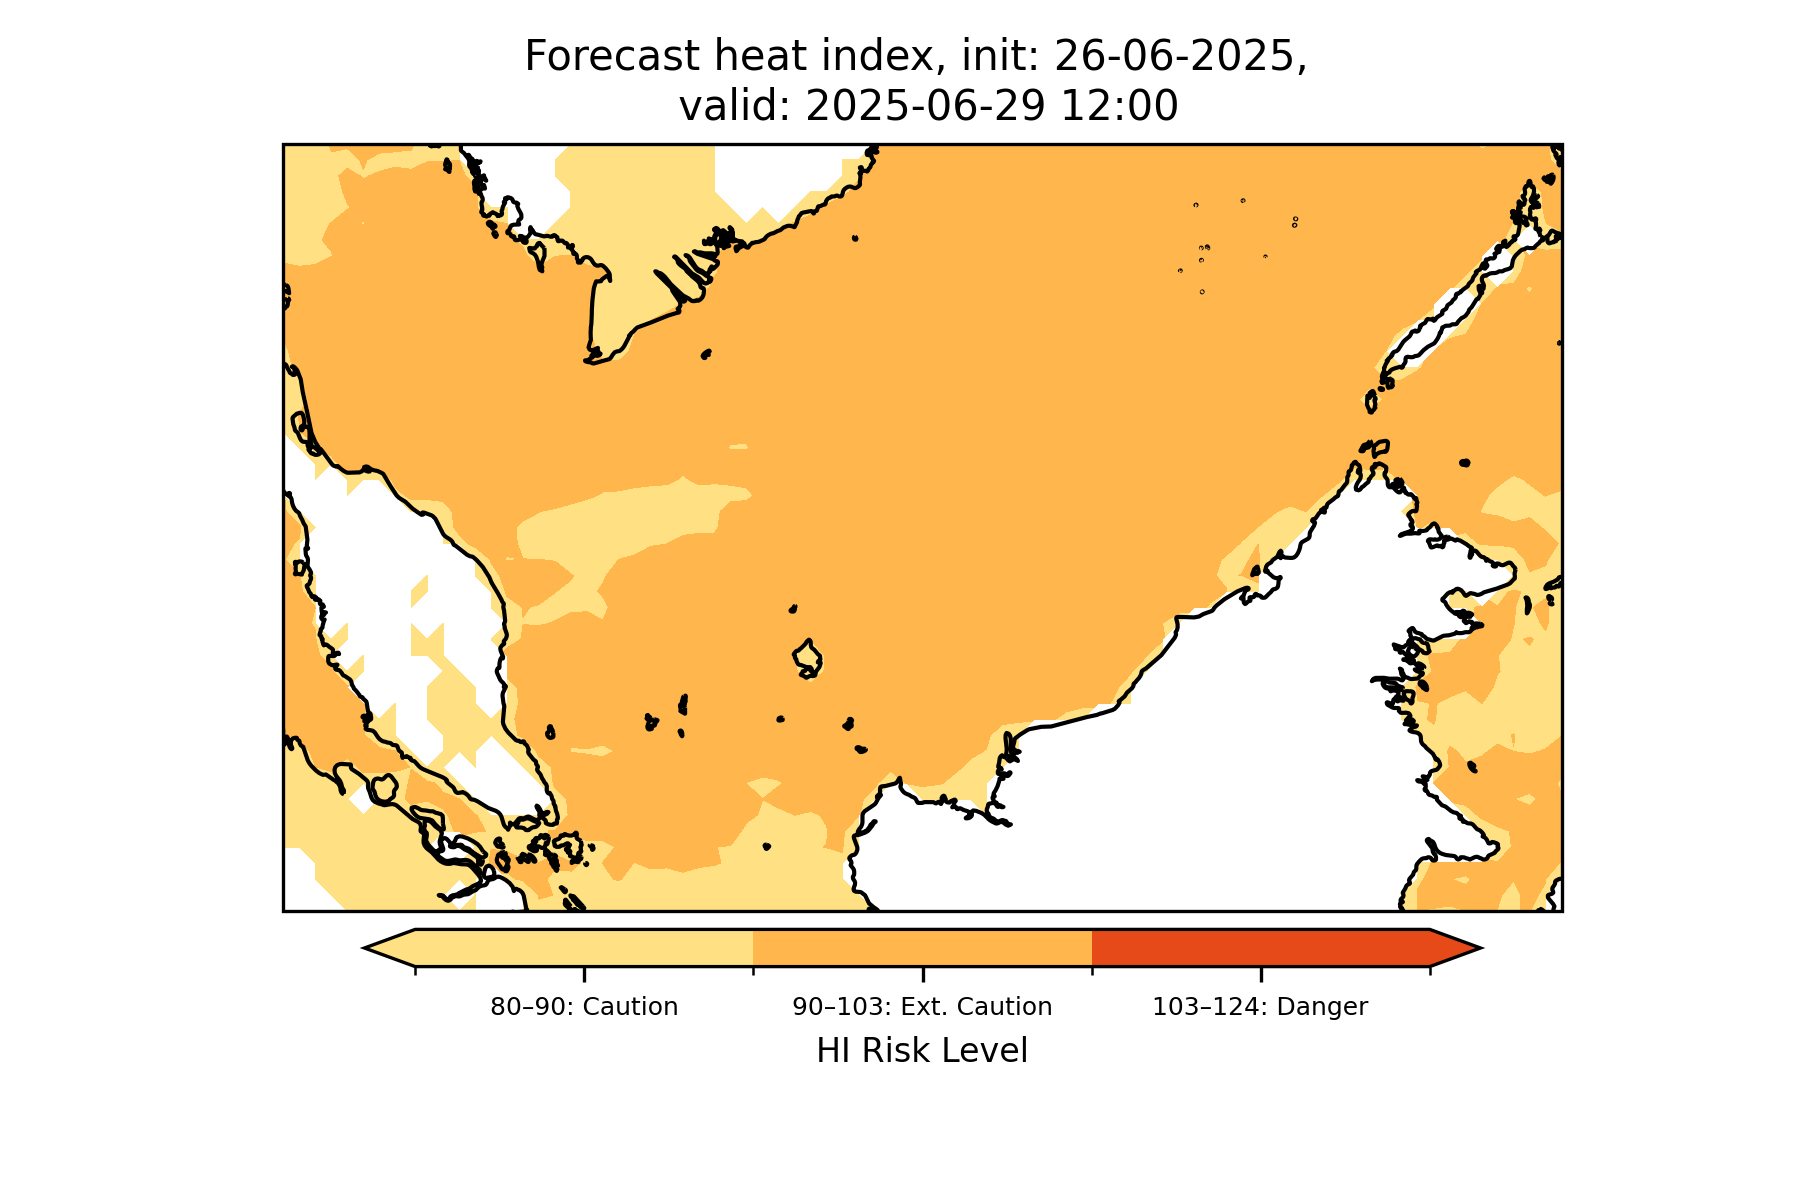 Forecast heat index, init: 26-06-2025,
valid: 2025-06-29 12:00
80–90: Caution
90–103: Ext. Caution
103–124: Danger
HI Risk Level